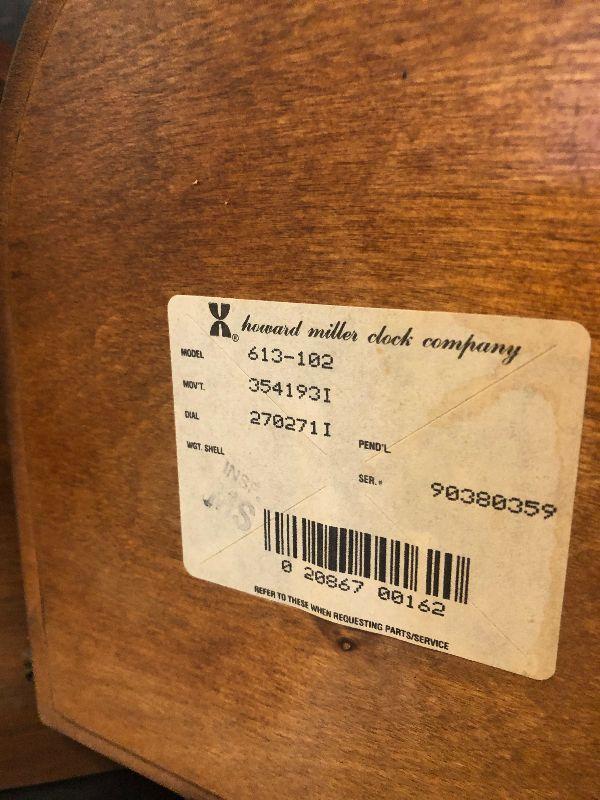 howard miller clock company
MODEL 613-102
MOV'T. 354193I
DIAL 270271I
WGT. SHELL PEND'L
SER.#
90380359
INSP.
0 20867 00162
REFER TO THESE WHEN REQUESTING PARTS/SERVICE